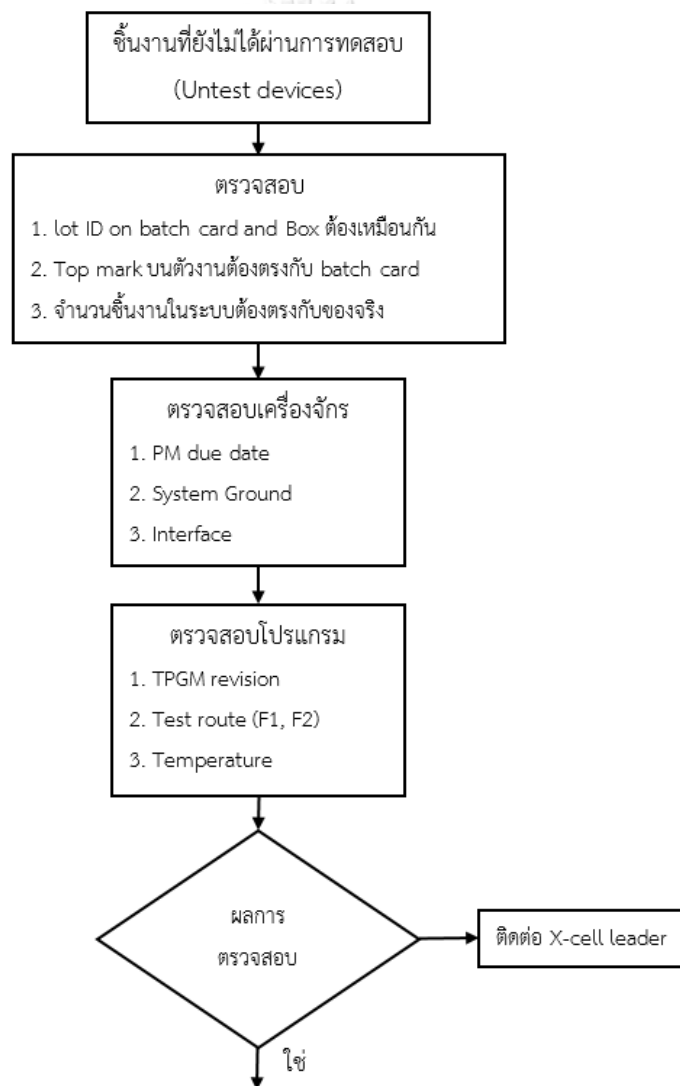 ชิ้นงานที่ยังไม่ได้ผ่านการทดสอบ
(Untest devices)
ตรวจสอบ
1. lot ID on batch card and Box ต้องเหมือนกัน
2. Top mark บนตัวงานต้องตรงกับ batch card
3. จำนวนชิ้นงานในระบบต้องตรงกับของจริง
ตรวจสอบเครื่องจักร
1. PM due date
2. System Ground
3. Interface
ตรวจสอบโปรแกรม
1. TPGM revision
2. Test route (F1, F2)
3. Temperature
ผลการ
ตรวจสอบ
ติดต่อ X-cell leader
ใช่